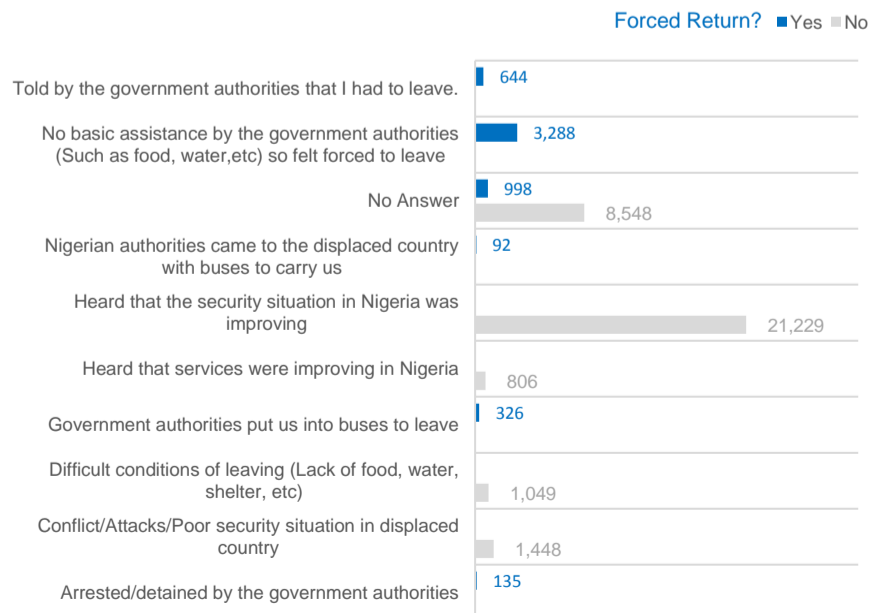 Forced Return? Yes No
Told by the government authorities that I had to leave.
644
No basic assistance by the government authorities
(Such as food, water,etc) so felt forced to leave
3,288
No Answer
998
8,548
Nigerian authorities came to the displaced country
with buses to carry us
92
Heard that the security situation in Nigeria was
improving
21,229
Heard that services were improving in Nigeria
806
Government authorities put us into buses to leave
326
Difficult conditions of leaving (Lack of food, water,
shelter, etc)
1,049
Conflict/Attacks/Poor security situation in displaced
country
1,448
Arrested/detained by the government authorities
135